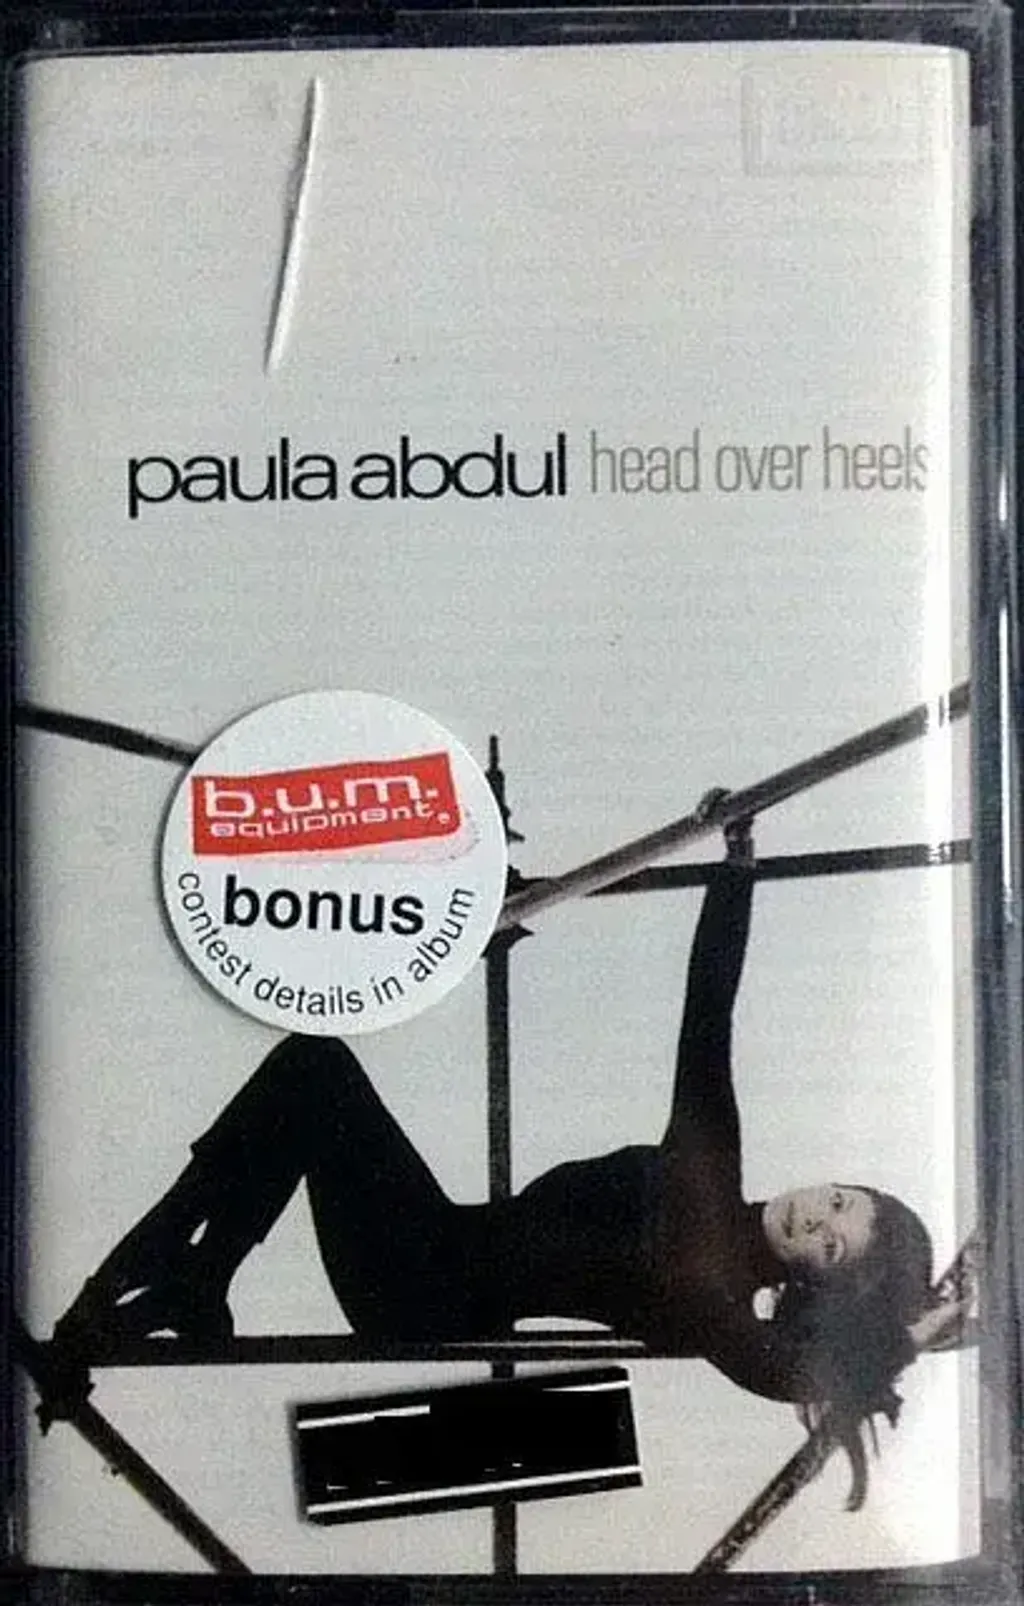 paula abdul head over heels
b.u.m.
equipment.
bonus
contest details in album